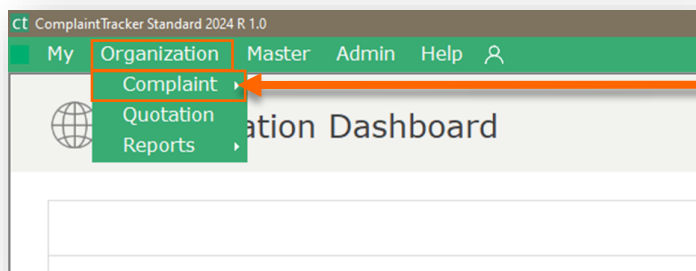 ct ComplaintTracker Standard 2024 R 1.0
My Organization Master Admin Help
Complaint
Quotation
ation Dashboard
Reports